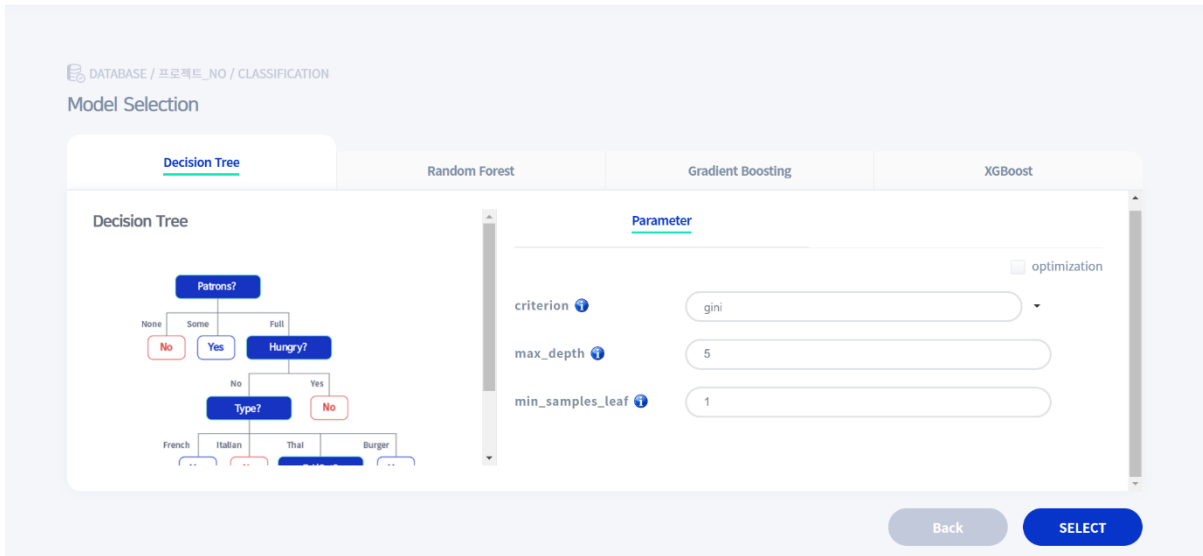 DATABASE / 프로젝트_NO / CLASSIFICATION
Model Selection
Decision Tree
Random Forest
Gradient Boosting
XGBoost
Decision Tree
Patrons?
None
Some
Full
No
Yes
Hungry?
No
Yes
Type?
No
French
Italian
Thai
Burger
Parameter
optimization
criterion
gini
max_depth
5
min_samples_leaf
1
Back
SELECT